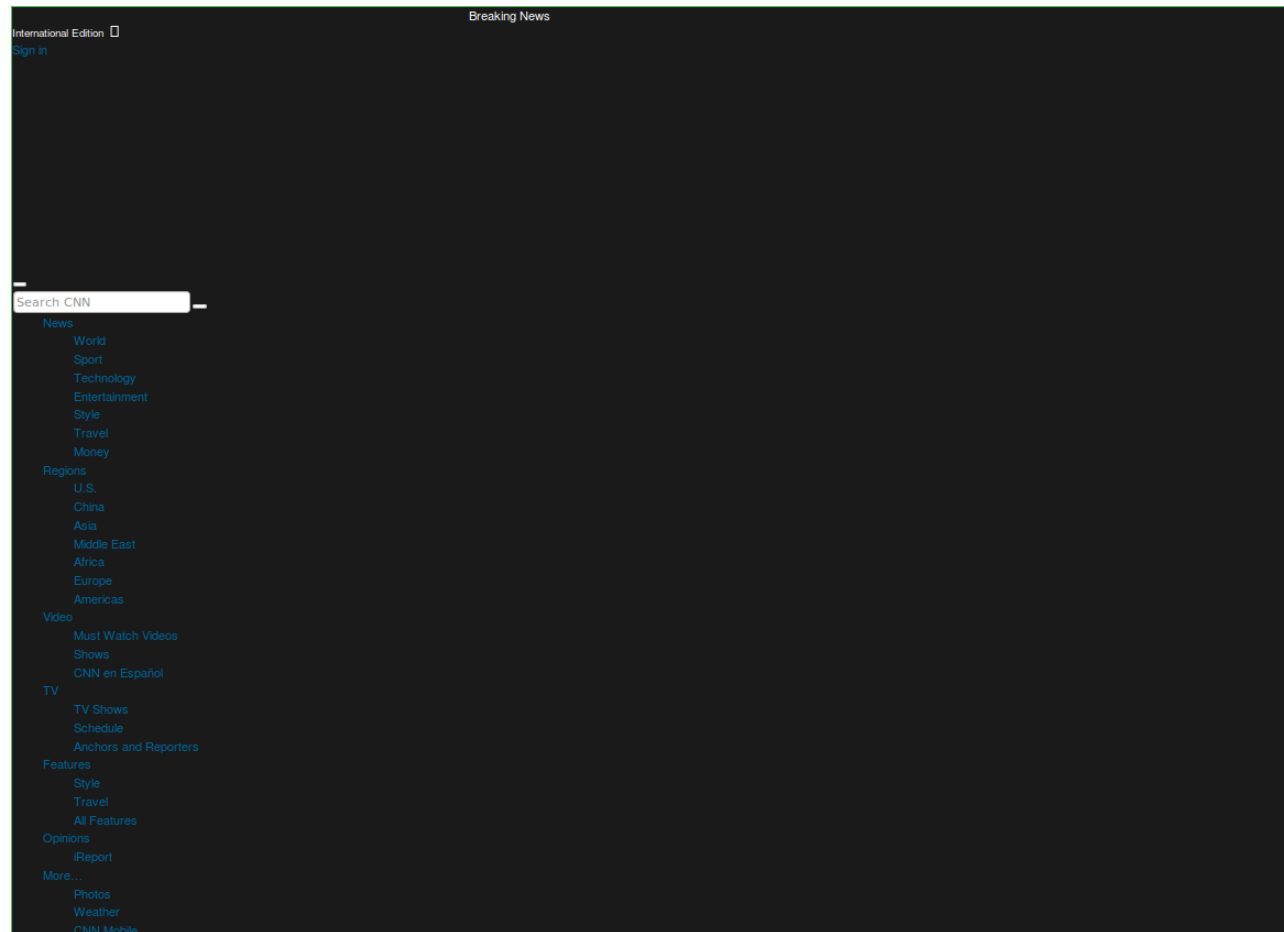 Breaking News
International Edition
Sign in
Search CNN
News
World
Sport
Technology
Entertainment
Style
Travel
Money
Regions
U.S.
China
Asia
Middle East
Africa
Europe
Americas
Video
Must Watch Videos
Shows
CNN en Español
TV
TV Shows
Schedule
Anchors and Reporters
Features
Style
Travel
All Features
Opinions
iReport
More…
Photos
Weather
CNN Mobile